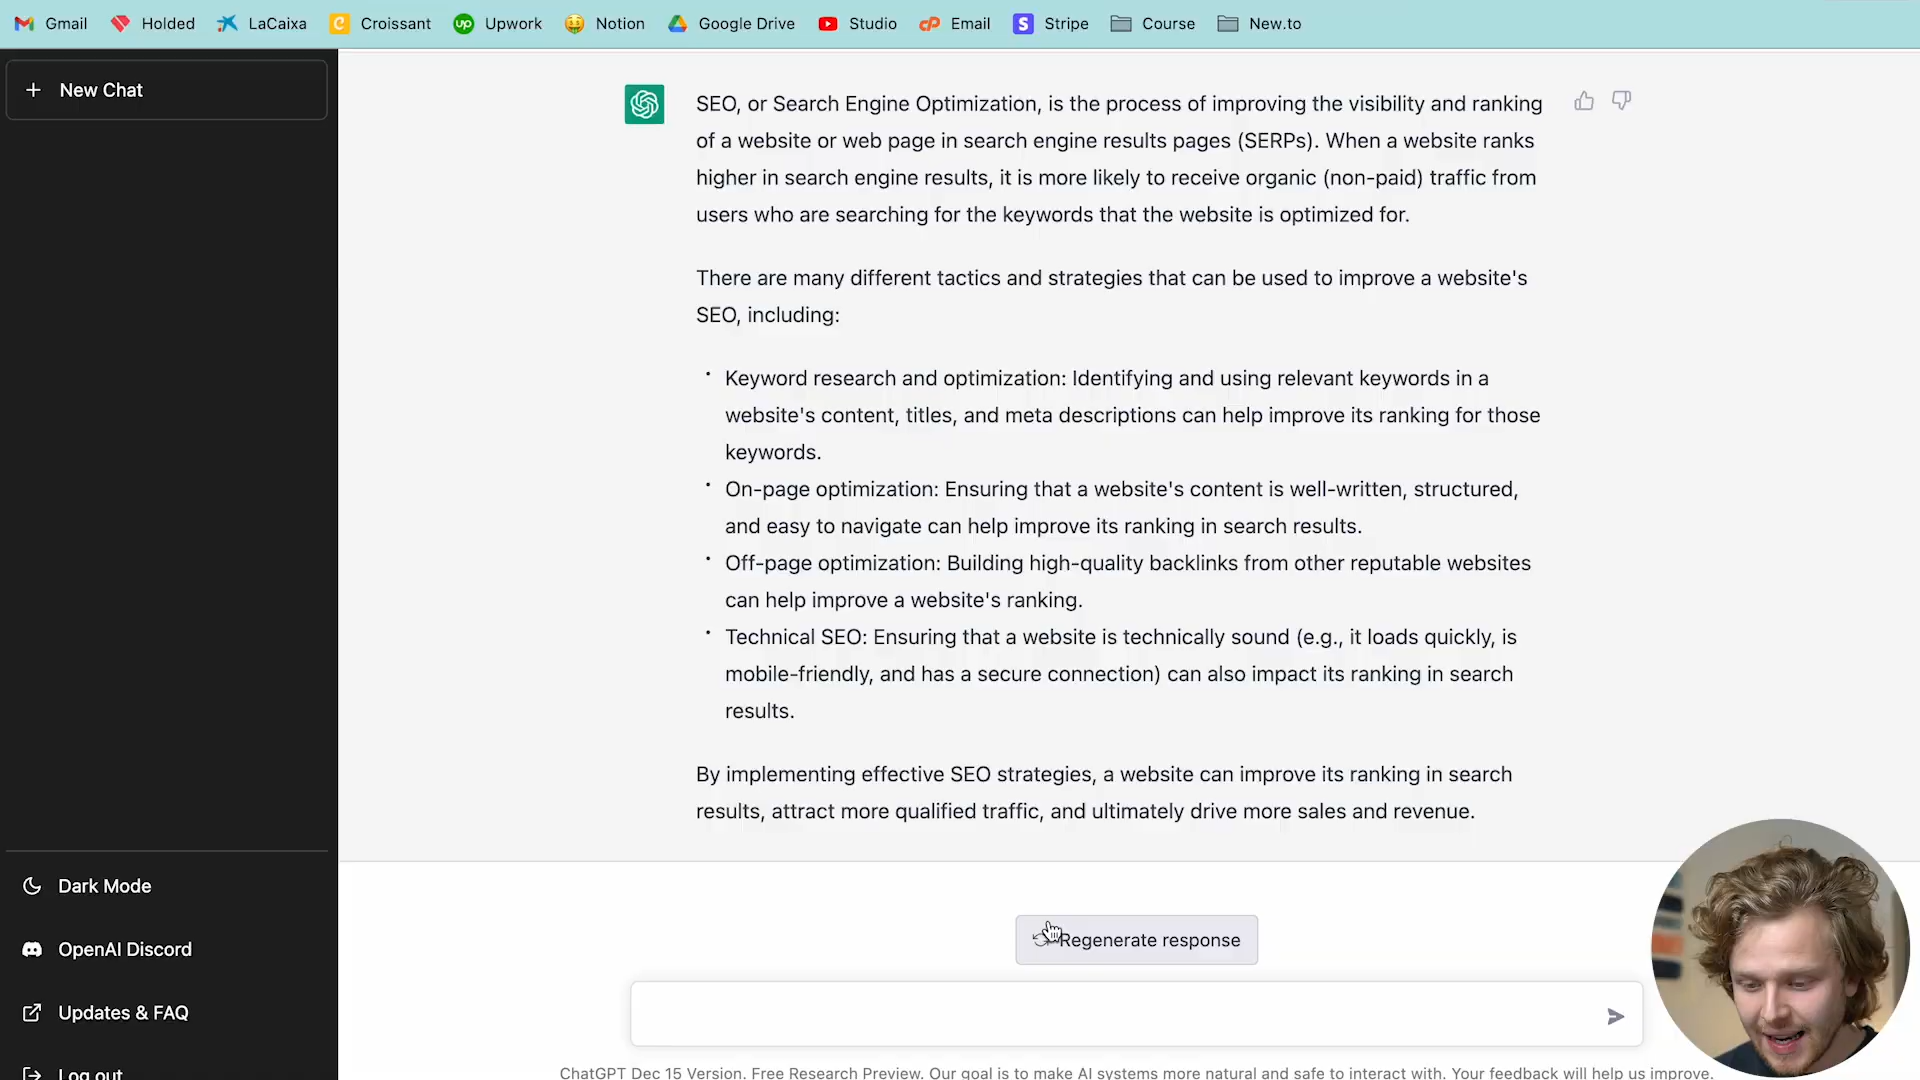 Gmail Holded LaCaixa Croissant Upwork Notion Google Drive Studio Email Stripe Course New.to
New Chat
SEO, or Search Engine Optimization, is the process of improving the visibility and ranking
of a website or web page in search engine results pages (SERPs). When a website ranks
higher in search engine results, it is more likely to receive organic (non-paid) traffic from
users who are searching for the keywords that the website is optimized for.
There are many different tactics and strategies that can be used to improve a website's
SEO, including:
Keyword research and optimization: Identifying and using relevant keywords in a
website's content, titles, and meta descriptions can help improve its ranking for those
keywords.
On-page optimization: Ensuring that a website's content is well-written, structured,
and easy to navigate can help improve its ranking in search results.
Off-page optimization: Building high-quality backlinks from other reputable websites
can help improve a website's ranking.
Technical SEO: Ensuring that a website is technically sound (e.g., it loads quickly, is
mobile-friendly, and has a secure connection) can also impact its ranking in search
results.
By implementing effective SEO strategies, a website can improve its ranking in search
results, attract more qualified traffic, and ultimately drive more sales and revenue.
Dark Mode
OpenAI Discord
Updates & FAQ
Log out
Regenerate response
ChatGPT Dec 15 Version. Free Research Preview. Our goal is to make AI systems more natural and safe to interact with. Your feedback will help us improve.